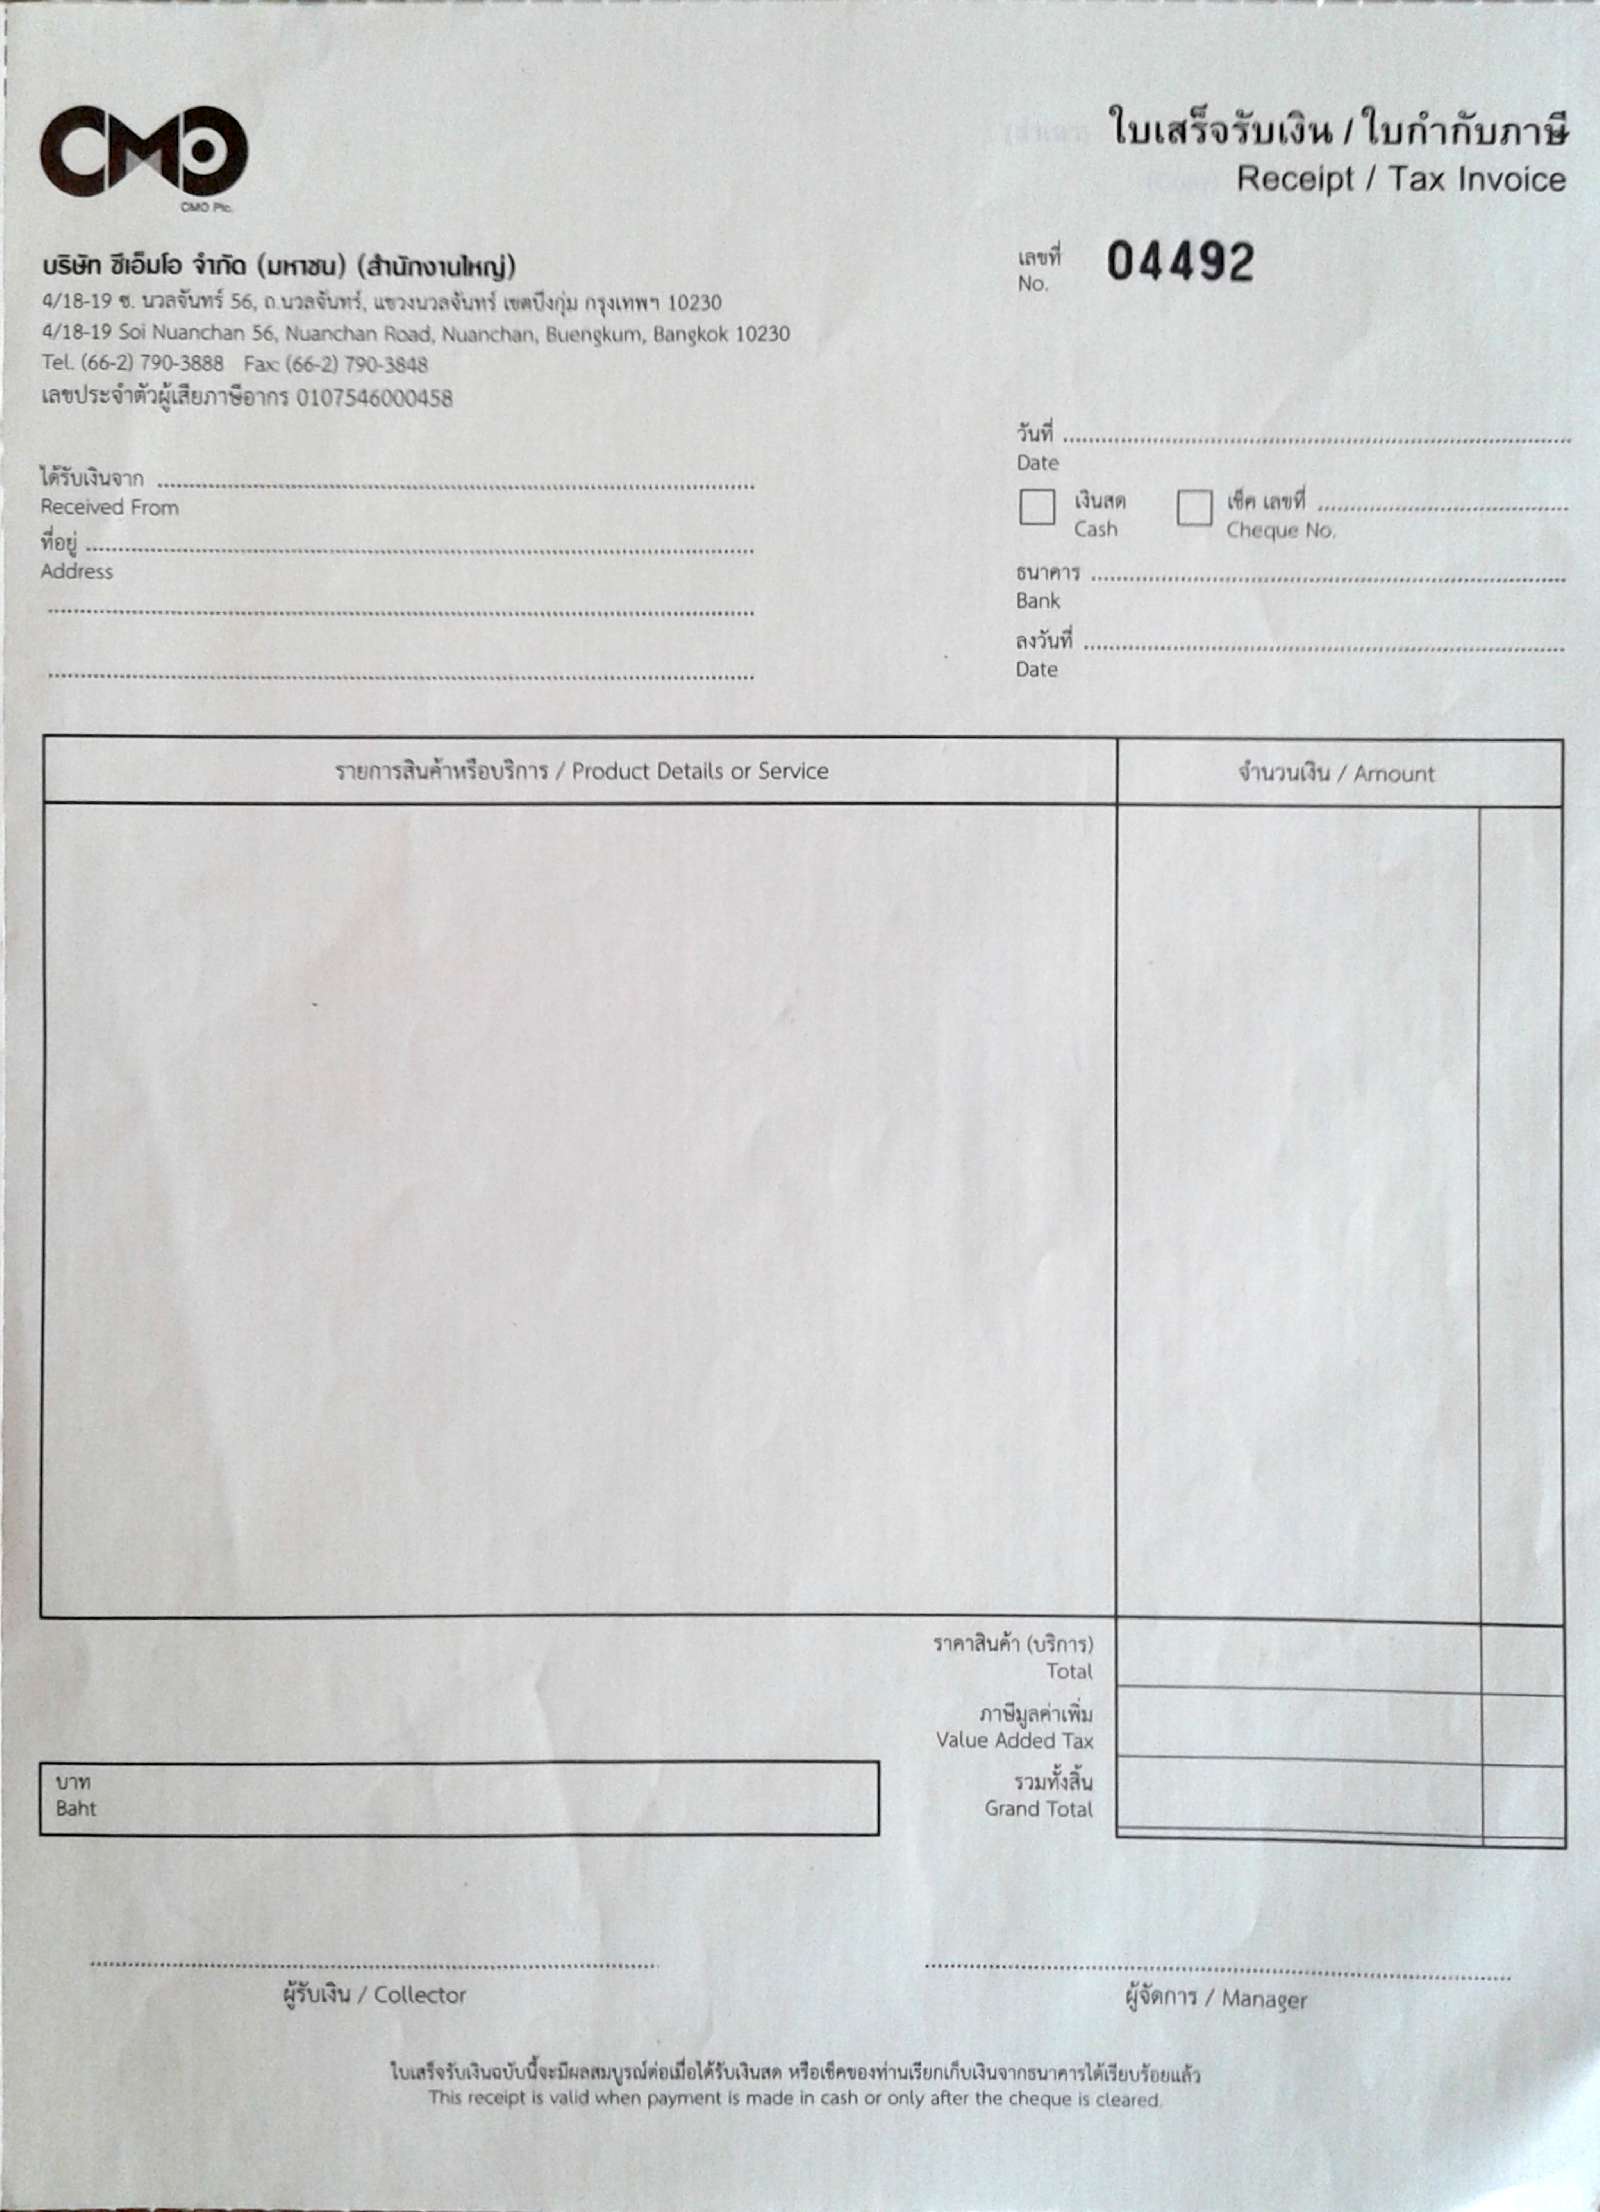 CMO
CMO Plc.
ใบเสร็จรับเงิน / ใบกำกับภาษี
Receipt / Tax Invoice
บริษัท ซีเอ็มโอ จำกัด (มหาชน) (สำนักงานใหญ่)
4/18-19 ซ. นวลจันทร์ 56, ถ.นวลจันทร์, แขวงนวลจันทร์ เขตบึงกุ่ม กรุงเทพฯ 10230
4/18-19 Soi Nuanchan 56, Nuanchan Road, Nuanchan, Buengkum, Bangkok 10230
Tel. (66-2) 790-3888 Fax: (66-2) 790-3848
เลขประจำตัวผู้เสียภาษีอากร 0107546000458
เลขที่ 04492
No.
วันที่
Date
ได้รับเงินจาก
Received From
ที่อยู่
Address
เงินสด เช็ค เลขที่
Cash Cheque No.
ธนาคาร
Bank
ลงวันที่
Date
รายการสินค้าหรือบริการ / Product Details or Service จำนวนเงิน / Amount
ราคาสินค้า (บริการ)
Total
ภาษีมูลค่าเพิ่ม
Value Added Tax
รวมทั้งสิ้น
Grand Total
บาท
Baht
ผู้รับเงิน / Collector ผู้จัดการ / Manager
ใบเสร็จรับเงินฉบับนี้จะมีผลสมบูรณ์ต่อเมื่อได้รับเงินสด หรือเช็คของท่านเรียกเก็บเงินจากธนาคารได้เรียบร้อยแล้ว
This receipt is valid when payment is made in cash or only after the cheque is cleared.